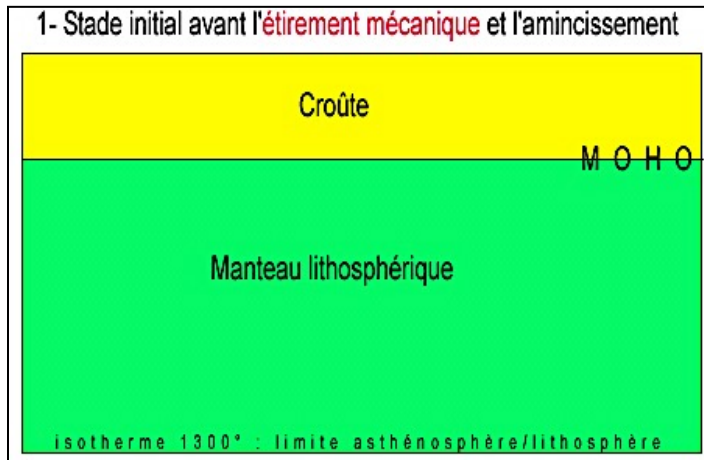 1- Stade initial avant l'étirement mécanique et l'amincissement
Croûte
M O H O
Manteau lithosphérique
isotherme 1300° : limite asthénosphère/lithosphère